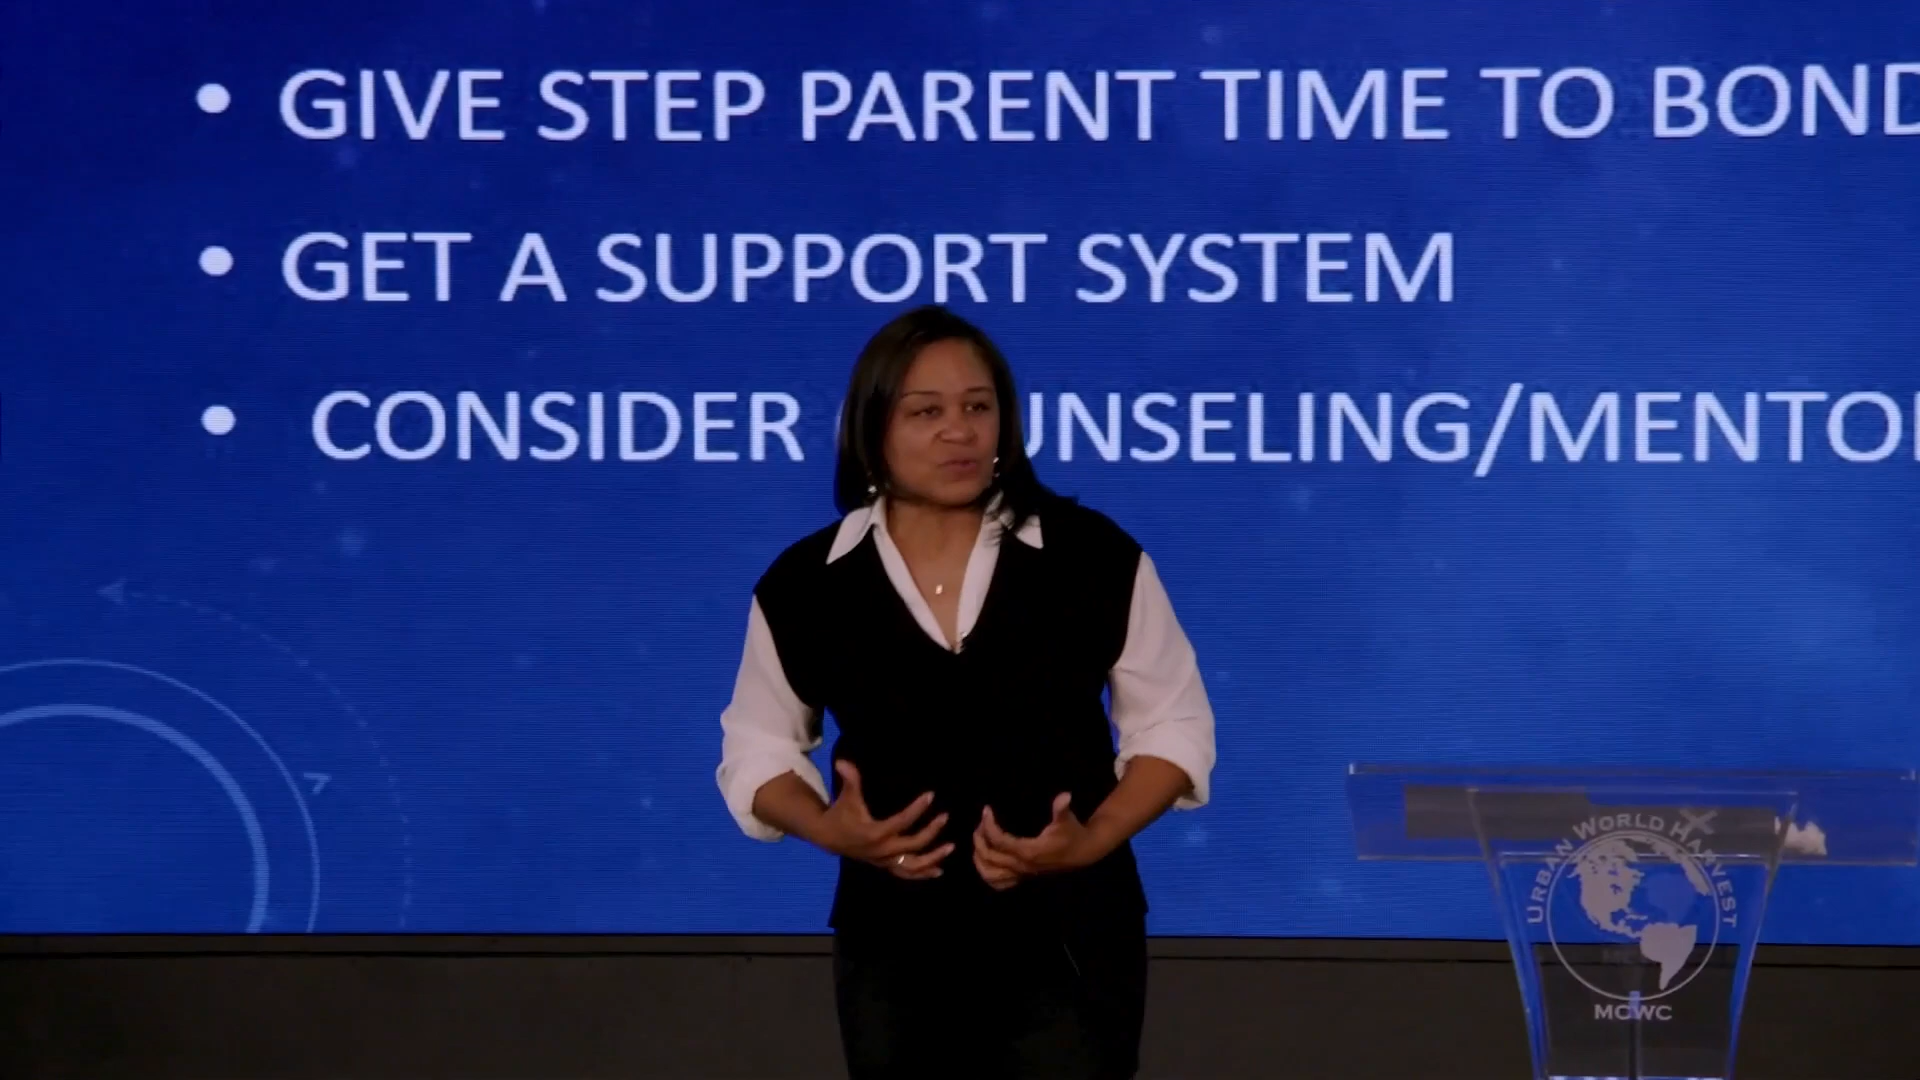 • GIVE STEP PARENT TIME TO BOND
• GET A SUPPORT SYSTEM
• CONSIDER UNSELING/MENTO
URBAN WORLD HARVEST
MCWC